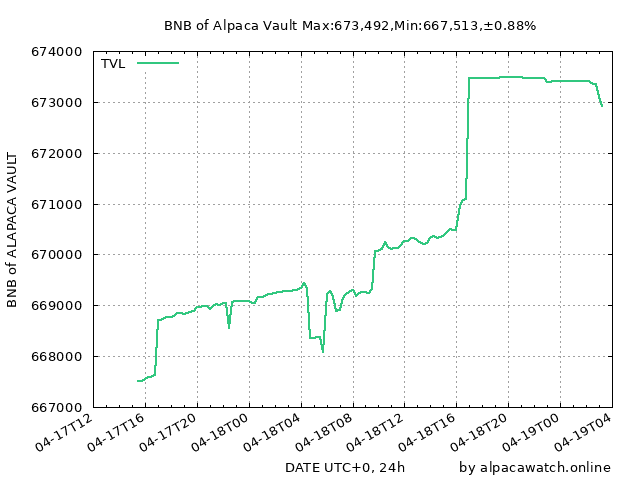 BNB of Alpaca Vault Max:673,492,Min:667,513,±0.88%
TVL
BNB of ALAPACA VAULT
674000
673000
672000
671000
670000
669000
668000
667000
04-17T12
04-17T16
04-17T20
04-18T00
04-18T04
04-18T08
04-18T12
04-18T16
04-18T20
04-19T00
04-19T04
DATE UTC+0, 24h
by alpacawatch.online